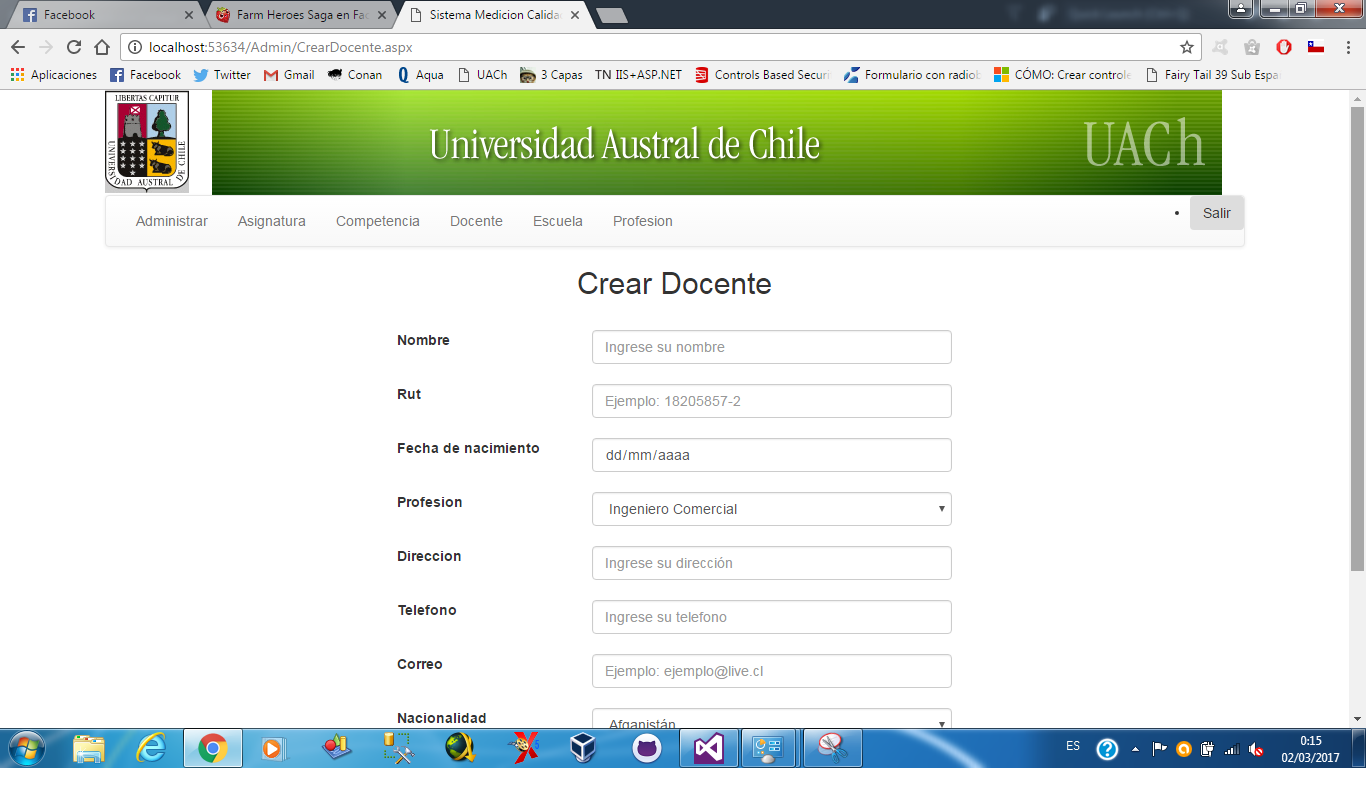 Facebook
Farm Heroes Saga en Fac
Sistema Medicion Calida
localhost:53634/Admin/CrearDocente.aspx
Aplicaciones
Facebook
Twitter
Gmail
Conan
Aqua
UACh
3 Capas
TN IIS+ASP.NET
Controls Based Securi
Formulario con radiob
CÓMO: Crear controle
Fairy Tail 39 Sub Espa
LIBERTAS CAPITUR
UNIVERSIDAD AUSTRAL DE CHILE
Universidad Austral de Chile
UACh
Administrar
Asignatura
Competencia
Docente
Escuela
Profesion
Salir
Crear Docente
Nombre
Ingrese su nombre
Rut
Ejemplo: 18205857-2
Fecha de nacimiento
dd/mm/aaaa
Profesion
Ingeniero Comercial
Direccion
Ingrese su dirección
Telefono
Ingrese su telefono
Correo
Ejemplo: ejemplo@live.cl
Nacionalidad
Afganistán
ES
0:15
02/03/2017